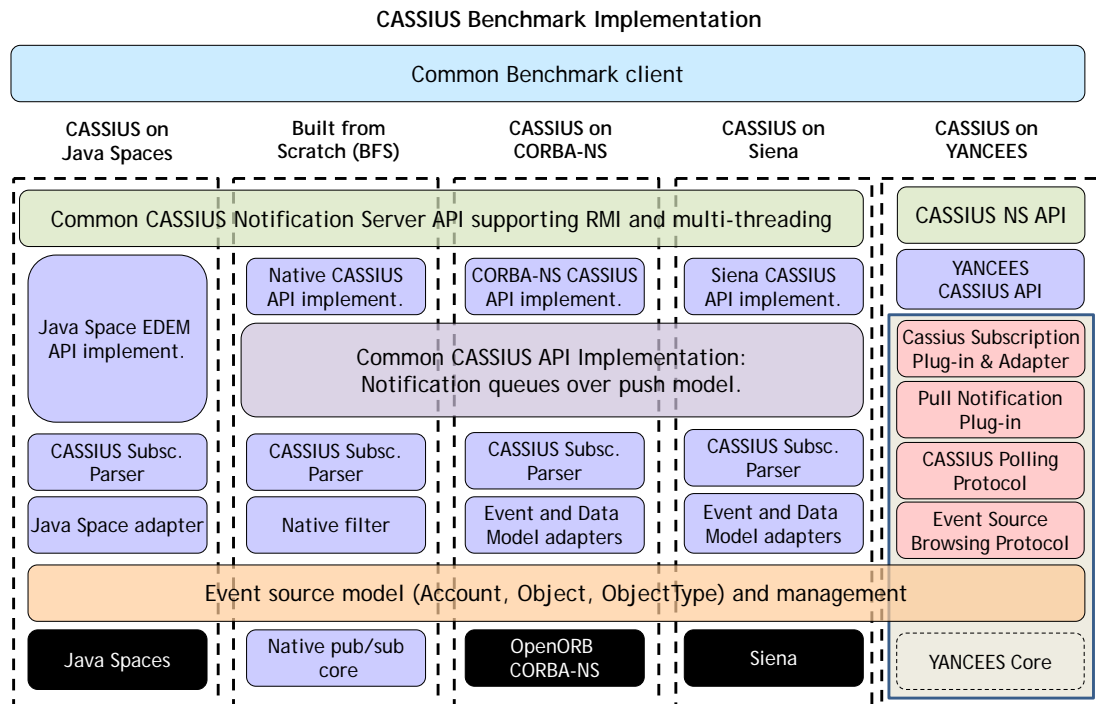 CASSIUS Benchmark Implementation
Common Benchmark client
CASSIUS on
Java Spaces
Built from
Scratch (BFS)
CASSIUS on
CORBA-NS
CASSIUS on
Siena
CASSIUS on
YANCEES
Common CASSIUS Notification Server API supporting RMI and multi-threading
CASSIUS NS API
Java Space EDEM
API implement.
Native CASSIUS
API implement.
CORBA-NS CASSIUS
API implement.
Siena CASSIUS
API implement.
YANCEES
CASSIUS API
Common CASSIUS API Implementation:
Notification queues over push model.
Cassius Subscription
Plug-in & Adapter
Pull Notification
Plug-in
CASSIUS Subsc.
Parser
CASSIUS Subsc.
Parser
CASSIUS Subsc.
Parser
CASSIUS Subsc.
Parser
CASSIUS Polling
Protocol
Java Space adapter
Native filter
Event and Data
Model adapters
Event and Data
Model adapters
Event Source
Browsing Protocol
Event source model (Account, Object, ObjectType) and management
Java Spaces
Native pub/sub
core
OpenORB
CORBA-NS
Siena
YANCEES Core